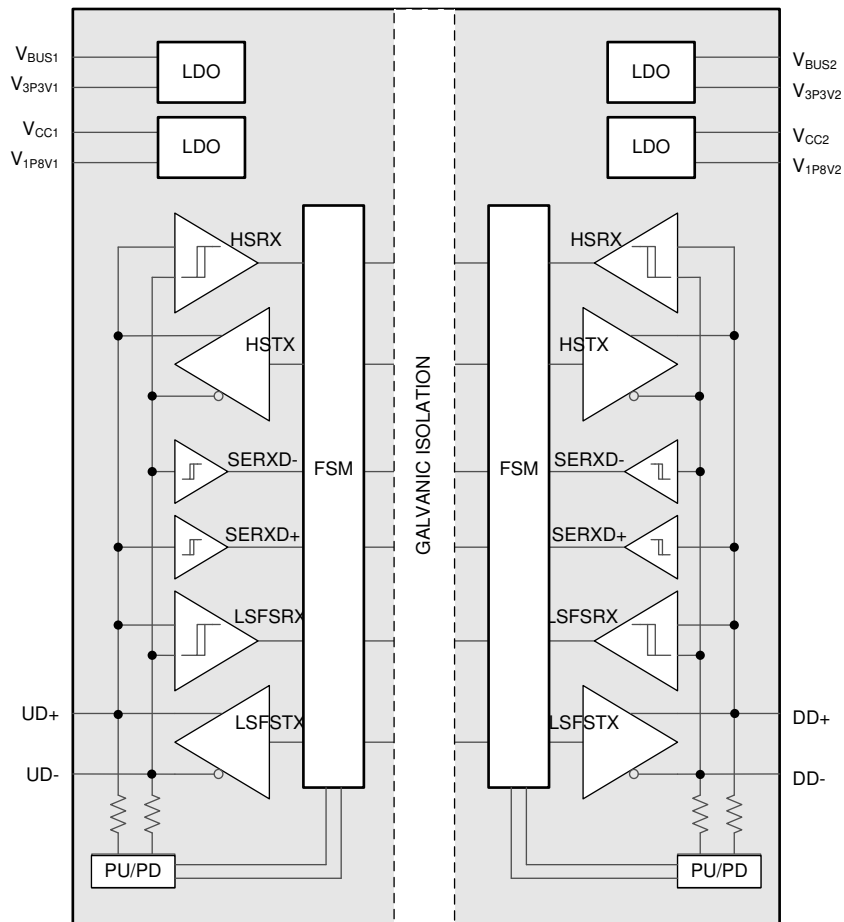 VBUS1
V3P3V1
VCC1
V1P8V1
LDO
LDO
LDO
LDO
VBUS2
V3P3V2
VCC2
V1P8V2
HSRX
HSTX
SERXD-
SERXD+
LSFSRX
LSFSTX
FSM
GALVANIC ISOLATION
FSM
HSRX
HSTX
SERXD-
SERXD+
LSFSRX
LSFSTX
UD+
UD-
DD+
DD-
PU/PD
PU/PD